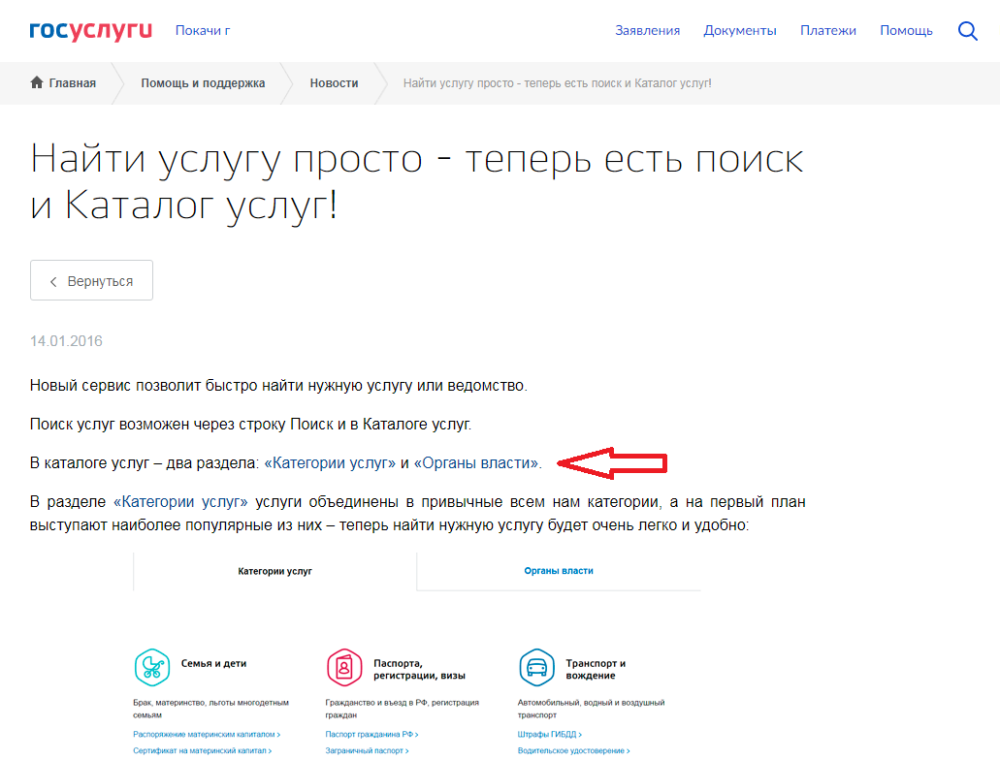 госуслуги Покачи г Заявления Документы Платежи Помощь
Главная Помощь и поддержка Новости Найти услугу просто - теперь есть поиск и Каталог услуг!
Найти услугу просто - теперь есть поиск
и Каталог услуг!
Вернуться
14.01.2016
Новый сервис позволит быстро найти нужную услугу или ведомство.
Поиск услуг возможен через строку Поиск и в Каталоге услуг.
В каталоге услуг – два раздела: «Категории услуг» и «Органы власти».
В разделе «Категории услуг» услуги объединены в привычные всем нам категории, а на первый план
выступают наиболее популярные из них – теперь найти нужную услугу будет очень легко и удобно:
Категории услуг Органы власти
Семья и дети
Брак, материнство, льготы многодетным
семьям
Распоряжение материнским капиталом >
Сертификат на материнский капитал >
Паспорта,
регистрации, визы
Гражданство и въезд в РФ, регистрация
граждан
Паспорт гражданина РФ >
Заграничный паспорт >
Транспорт и
вождение
Автомобильный, водный и воздушный
транспорт
Штрафы ГИБДД >
Водительское удостоверение >